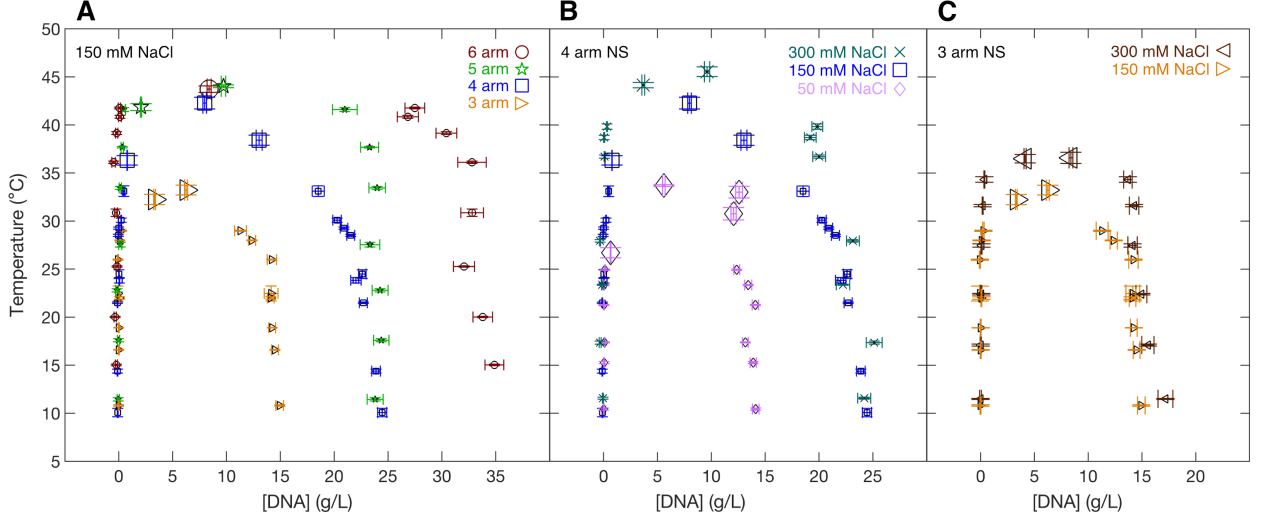 A
B
C
150 mM NaCl
6 arm
5 arm
4 arm
3 arm
4 arm NS
300 mM NaCl
150 mM NaCl
50 mM NaCl
3 arm NS
300 mM NaCl
150 mM NaCl
Temperature (°C)
50
45
40
35
30
25
20
15
10
5
0 5 10 15 20 25 30 35
0 5 10 15 20 25
0 5 10 15 20
[DNA] (g/L)
[DNA] (g/L)
[DNA] (g/L)